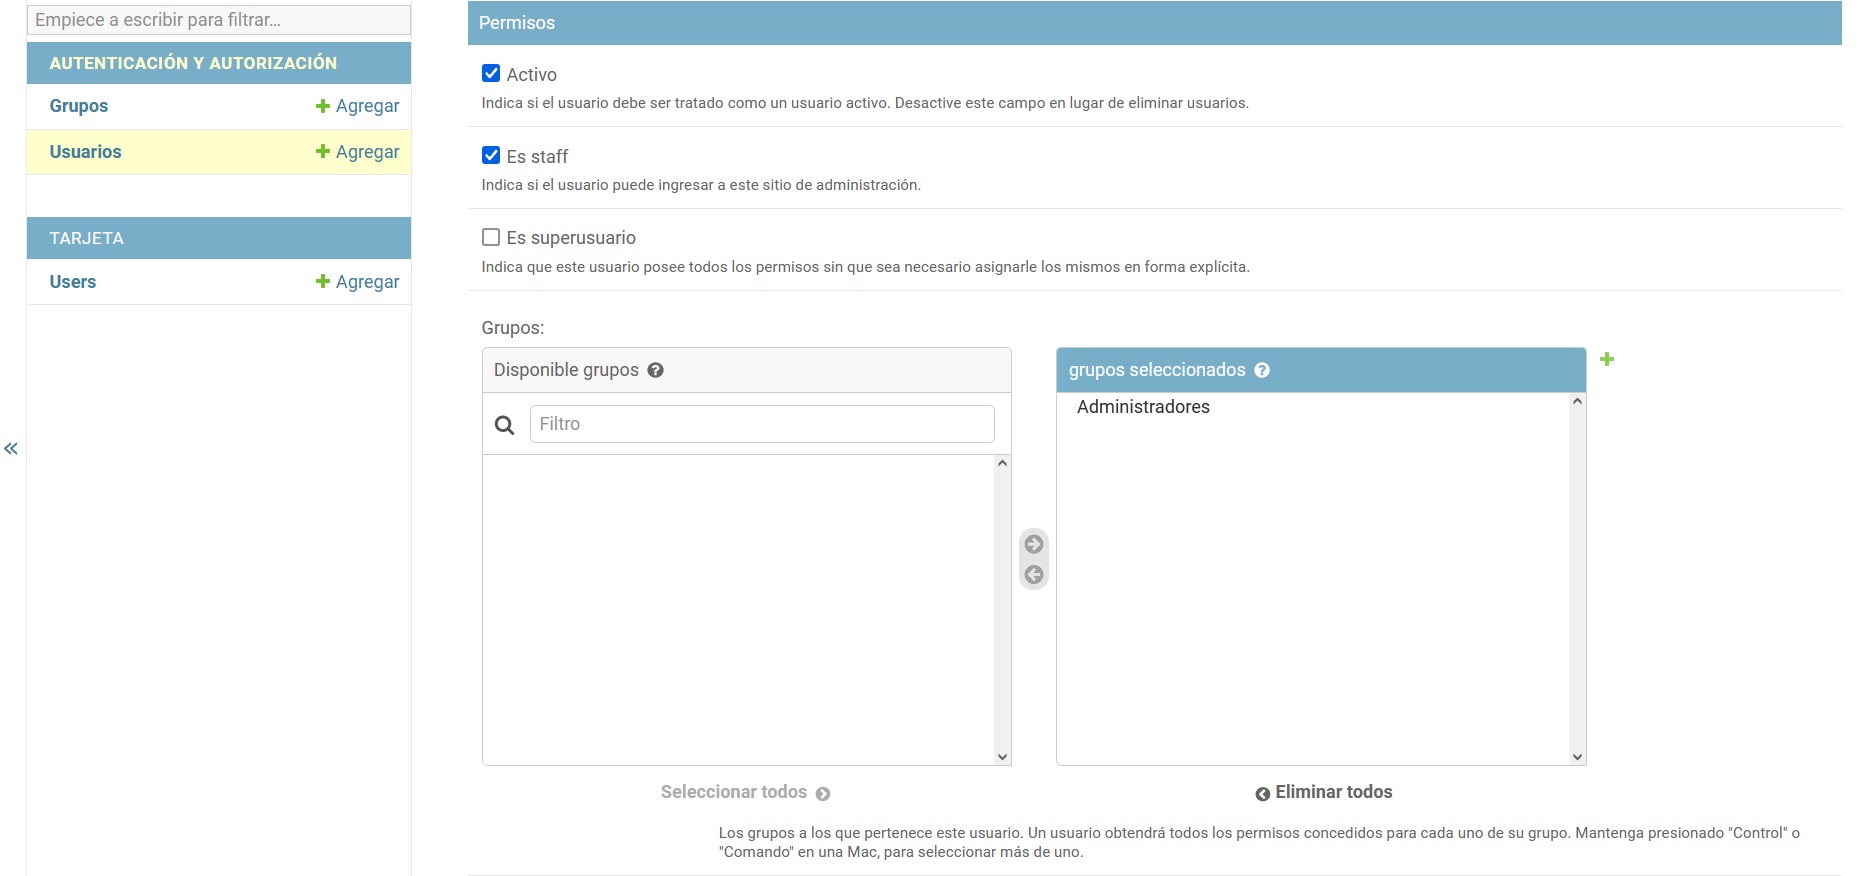 Empiece a escribir para filtrar...
AUTENTICACIÓN Y AUTORIZACIÓN
Grupos Agregar
Usuarios Agregar
TARJETA
Users Agregar
Permisos
Activo
Indica si el usuario debe ser tratado como un usuario activo. Desactive este campo en lugar de eliminar usuarios.
Es staff
Indica si el usuario puede ingresar a este sitio de administración.
Es superusuario
Indica que este usuario posee todos los permisos sin que sea necesario asignarle los mismos en forma explícita.
Grupos:
Disponible grupos
Filtro
Seleccionar todos
grupos seleccionados
Administradores
Eliminar todos
Los grupos a los que pertenece este usuario. Un usuario obtendrá todos los permisos concedidos para cada uno de su grupo. Mantenga presionado "Control" o
"Comando" en una Mac, para seleccionar más de uno.